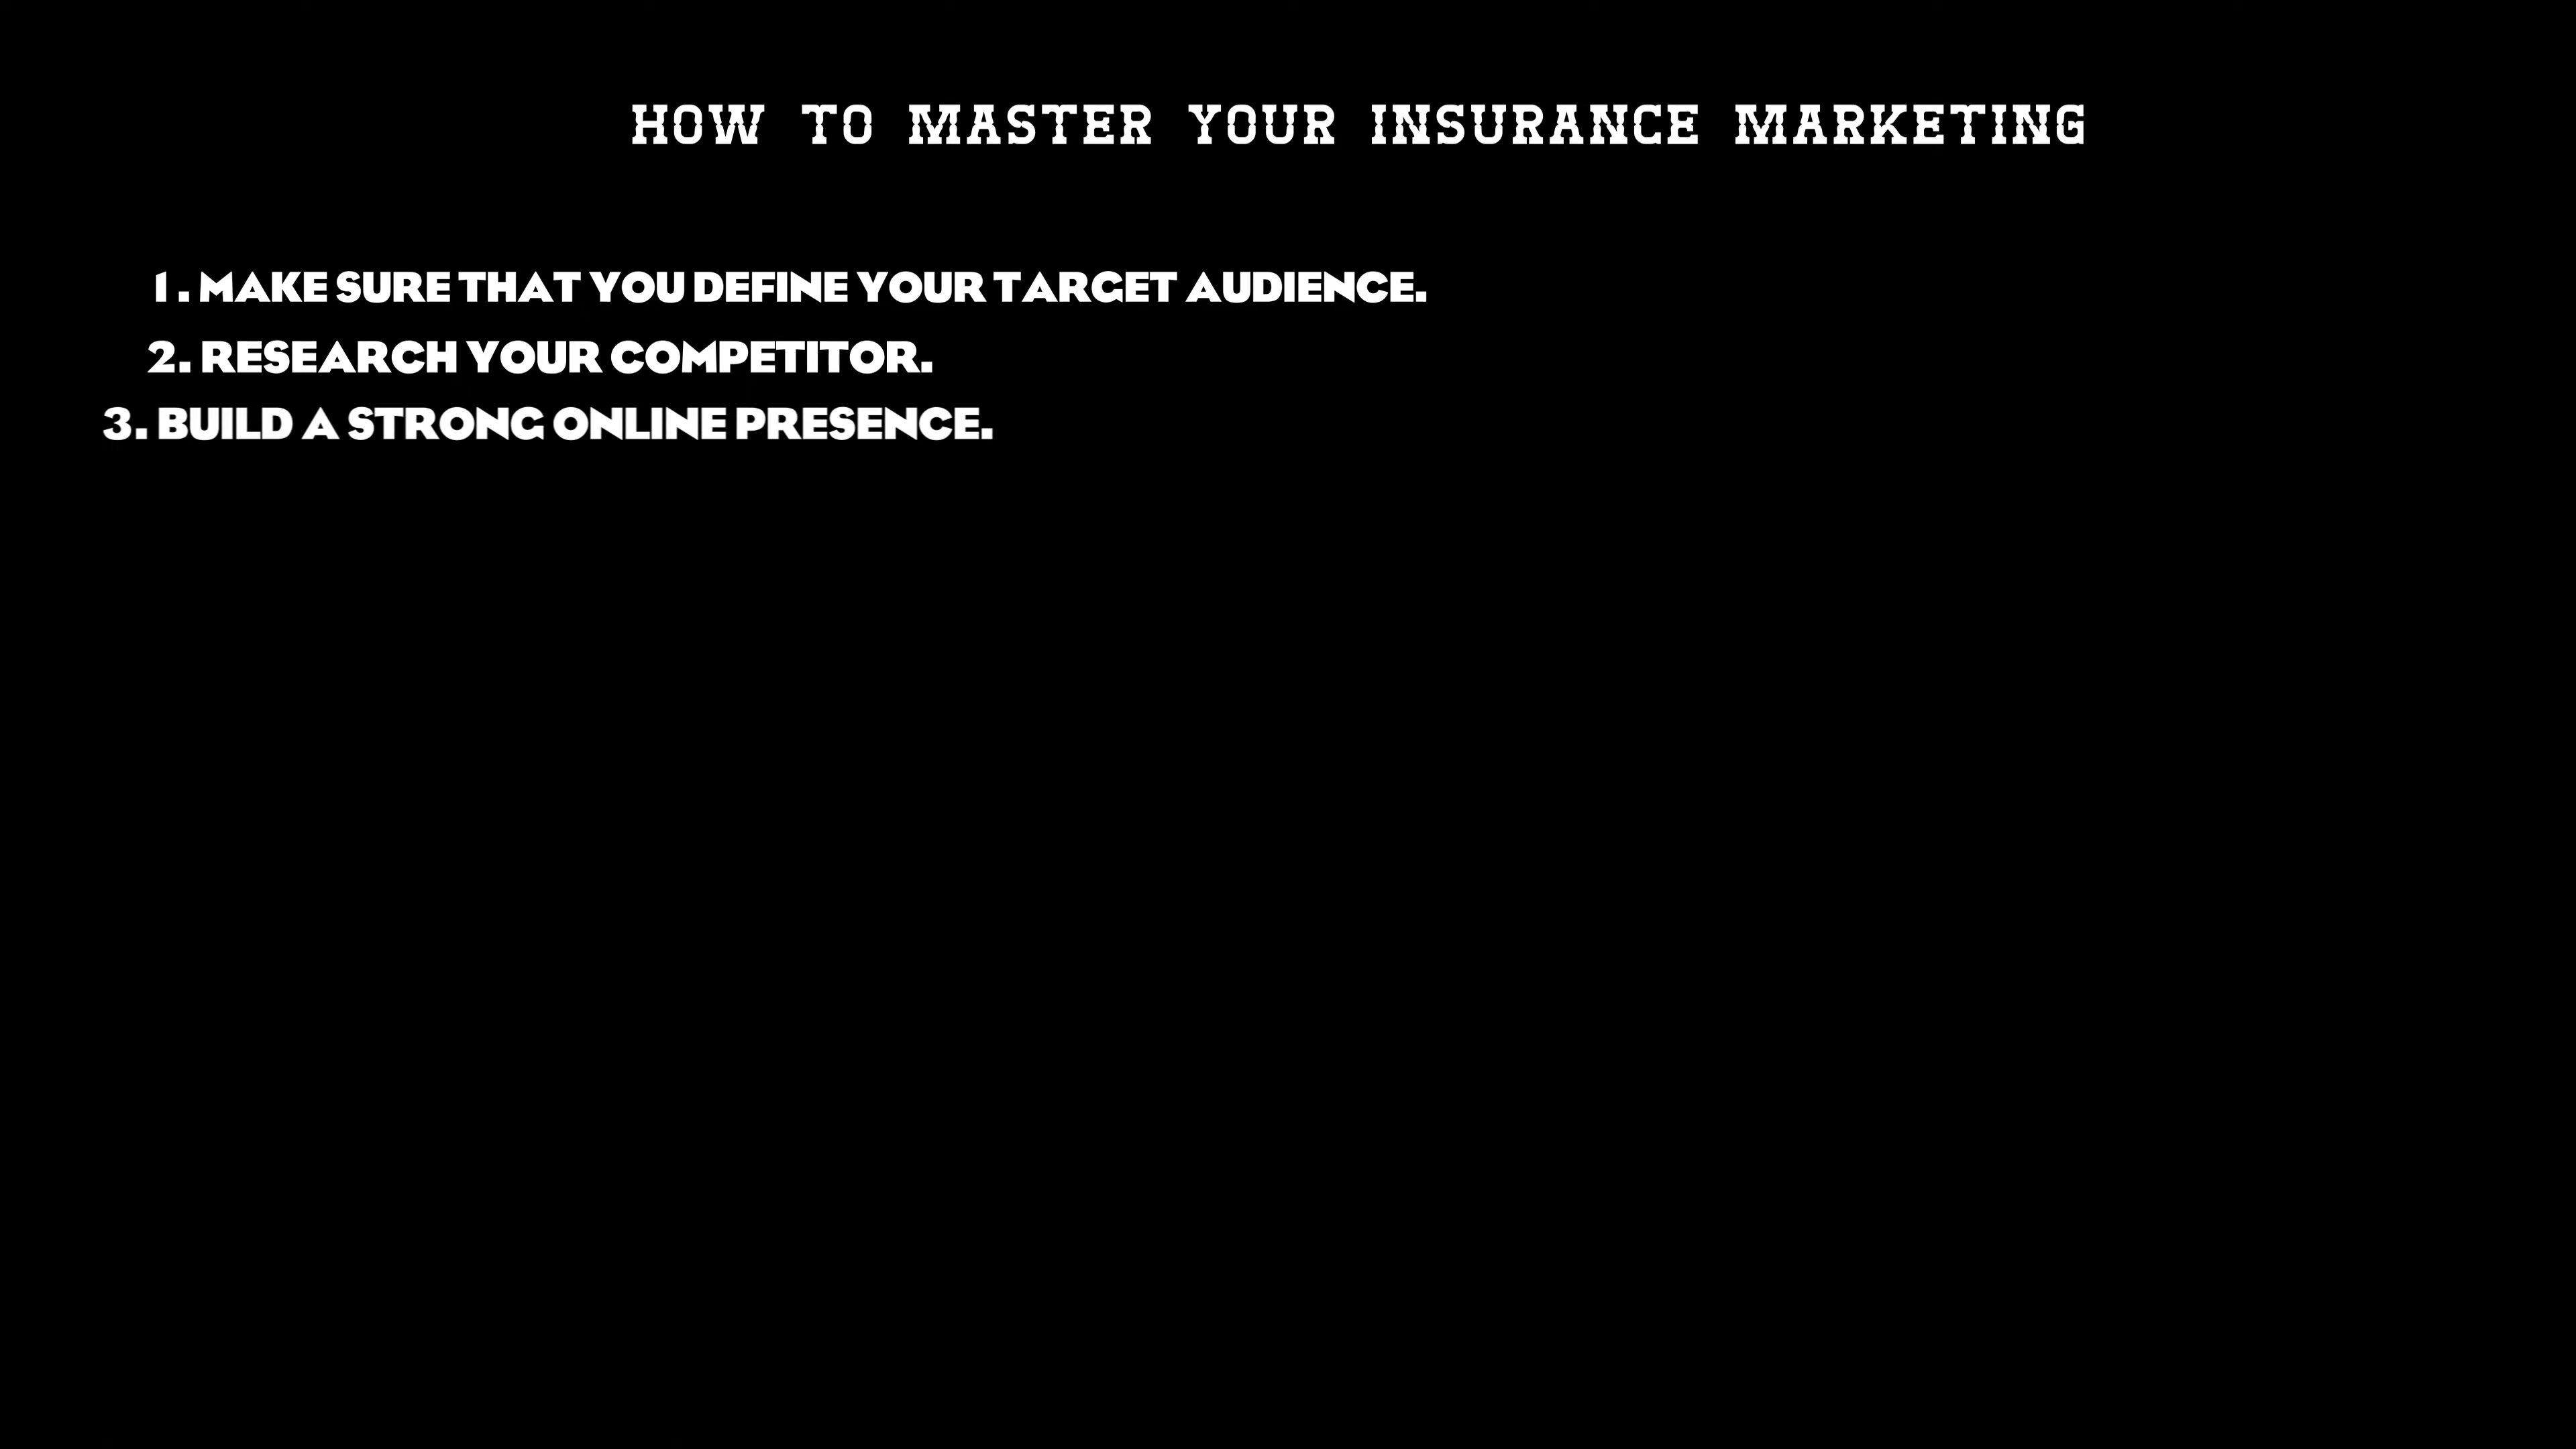 HOW TO MASTER YOUR INSURANCE MARKETING
1. MAKE SURE THAT YOU DEFINE YOUR TARGET AUDIENCE.
2. RESEARCH YOUR COMPETITOR.
3. BUILD A STRONG ONLINE PRESENCE.